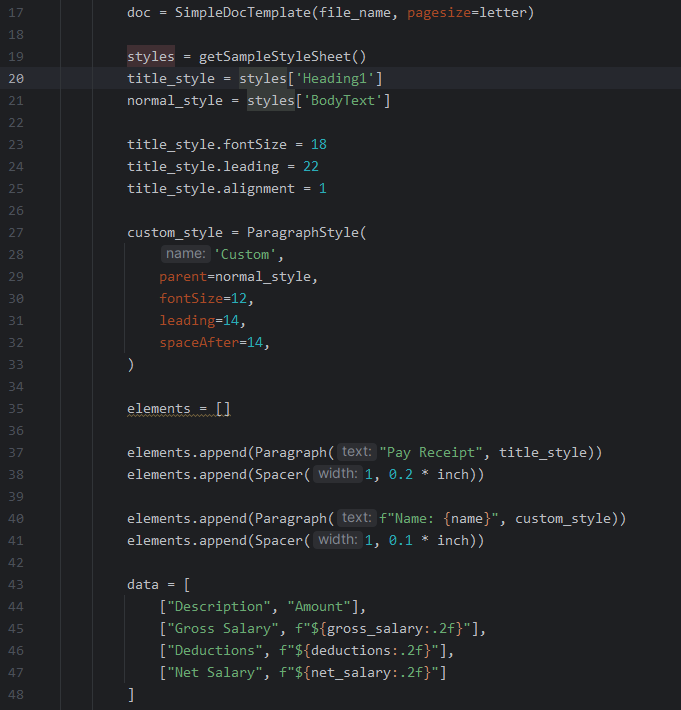 17 doc = SimpleDocTemplate(file_name, pagesize=letter)
18
19 styles = getSampleStyleSheet()
20 title_style = styles['Heading1']
21 normal_style = styles['BodyText']
22
23 title_style.fontSize = 18
24 title_style.leading = 22
25 title_style.alignment = 1
26
27 custom_style = ParagraphStyle(
28 name: 'Custom',
29 parent=normal_style,
30 fontSize=12,
31 leading=14,
32 spaceAfter=14,
33 )
34
35 elements = []
36
37 elements.append(Paragraph( text: "Pay Receipt", title_style))
38 elements.append(Spacer( width: 1, 0.2 * inch))
39
40 elements.append(Paragraph( text: f"Name: {name}", custom_style))
41 elements.append(Spacer( width: 1, 0.1 * inch))
42
43 data = [
44 ["Description", "Amount"],
45 ["Gross Salary", f"${gross_salary:.2f}"],
46 ["Deductions", f"${deductions:.2f}"],
47 ["Net Salary", f"${net_salary:.2f}"]
48 ]